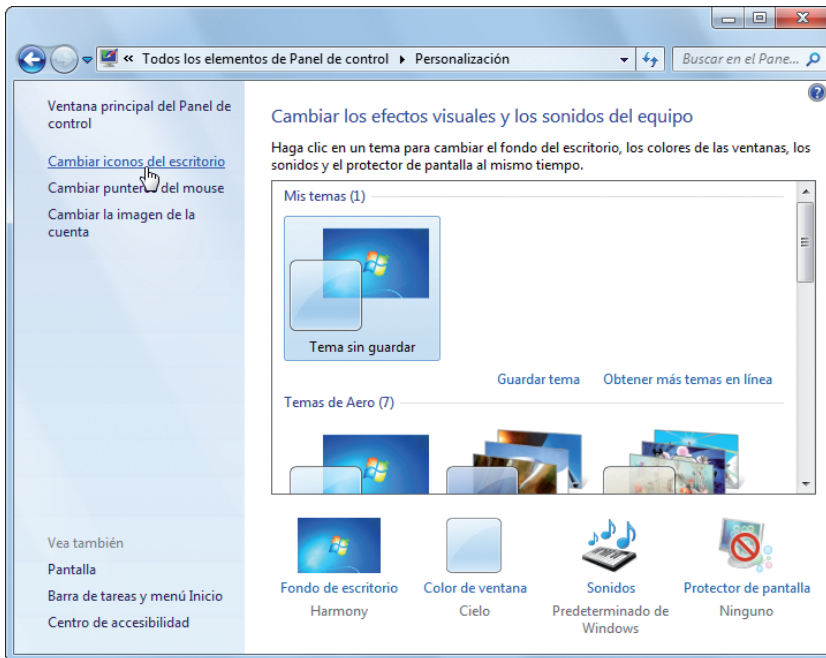 « Todos los elementos de Panel de control ▸ Personalización
Buscar en el Pane...
Ventana principal del Panel de
control
Cambiar iconos del escritorio
Cambiar punteros del mouse
Cambiar la imagen de la
cuenta
Cambiar los efectos visuales y los sonidos del equipo
Haga clic en un tema para cambiar el fondo del escritorio, los colores de las ventanas, los
sonidos y el protector de pantalla al mismo tiempo.
Mis temas (1)
Tema sin guardar
Guardar tema Obtener más temas en línea
Temas de Aero (7)
Vea también
Pantalla
Barra de tareas y menú Inicio
Centro de accesibilidad
Fondo de escritorio
Harmony
Color de ventana
Cielo
Sonidos
Predeterminado de
Windows
Protector de pantalla
Ninguno